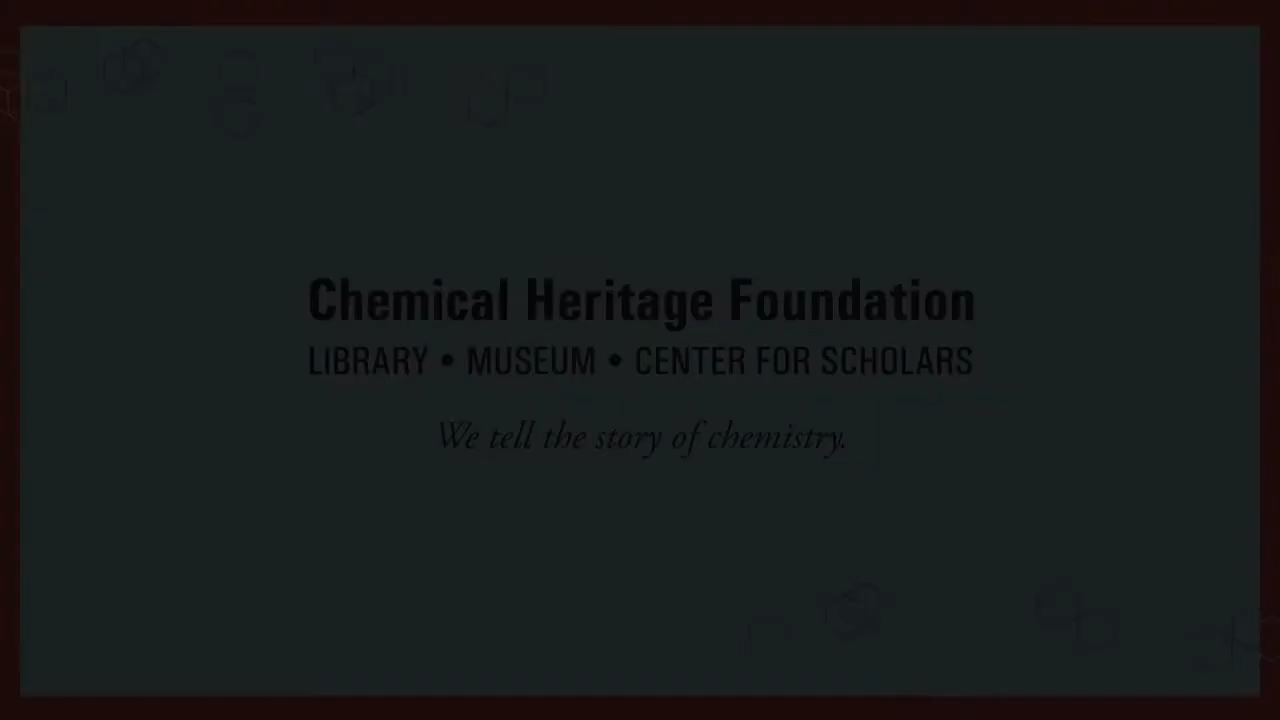 Chemical Heritage Foundation
LIBRARY • MUSEUM • CENTER FOR SCHOLARS
We tell the story of chemistry.